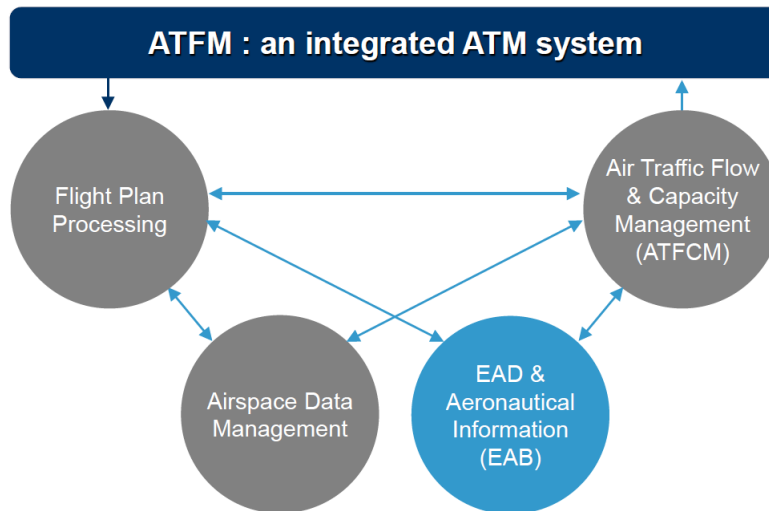 ATFM : an integrated ATM system
Flight Plan
Processing
Air Traffic Flow
& Capacity
Management
(ATFCM)
Airspace Data
Management
EAD &
Aeronautical
Information
(EAB)